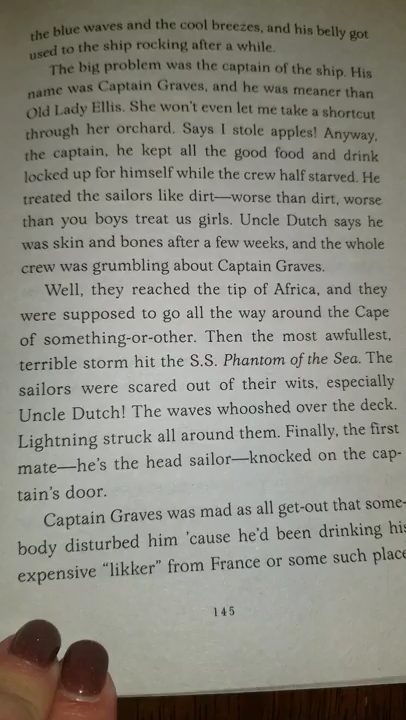 the blue waves and the cool breezes, and his belly got
used to the ship rocking after a while.
The big problem was the captain of the ship. His
name was Captain Graves, and he was meaner than
Old Lady Ellis. She won't even let me take a shortcut
through her orchard. Says I stole apples! Anyway,
the captain, he kept all the good food and drink
locked up for himself while the crew half starved. He
treated the sailors like dirt—worse than dirt, worse
than you boys treat us girls. Uncle Dutch says he
was skin and bones after a few weeks, and the whole
crew was grumbling about Captain Graves.
Well, they reached the tip of Africa, and they
were supposed to go all the way around the Cape
of something-or-other. Then the most awfullest,
terrible storm hit the S.S. Phantom of the Sea. The
sailors were scared out of their wits, especially
Uncle Dutch! The waves whooshed over the deck.
Lightning struck all around them. Finally, the first
mate—he's the head sailor—knocked on the cap-
tain's door.
Captain Graves was mad as all get-out that some-
body disturbed him 'cause he'd been drinking his
expensive "likker" from France or some such place
145